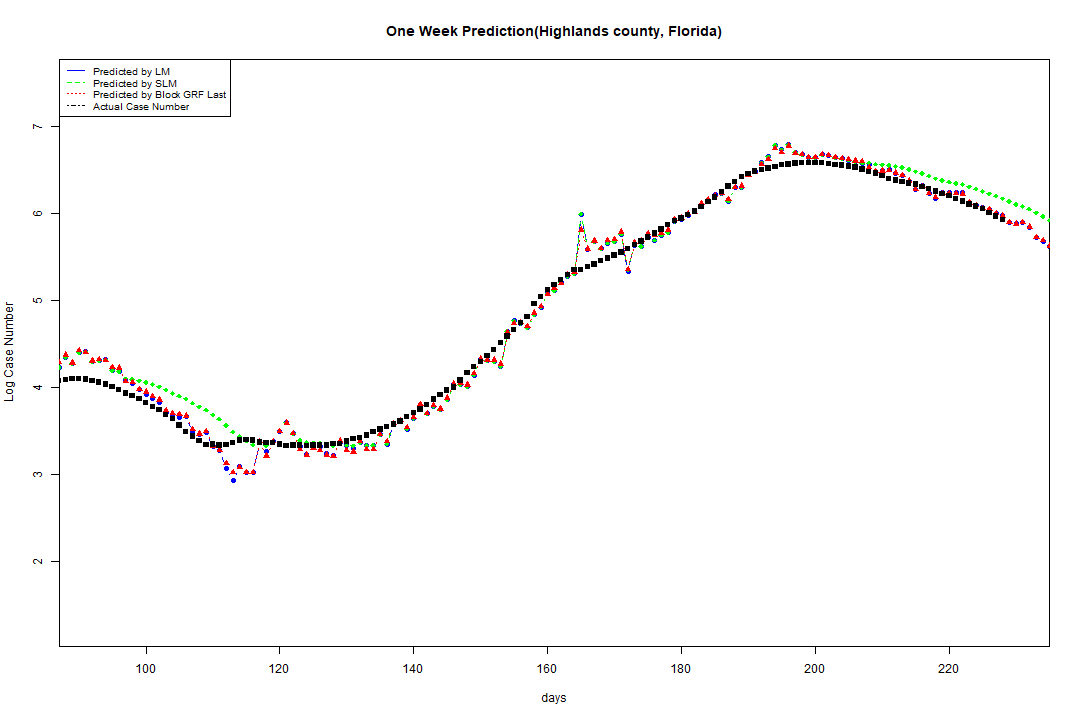 One Week Prediction(Highlands county, Florida)
Predicted by LM
Predicted by SLM
Predicted by Block GRF Last
Actual Case Number
7
6
5
4
3
2
Log Case Number
100 120 140 160 180 200 220
days